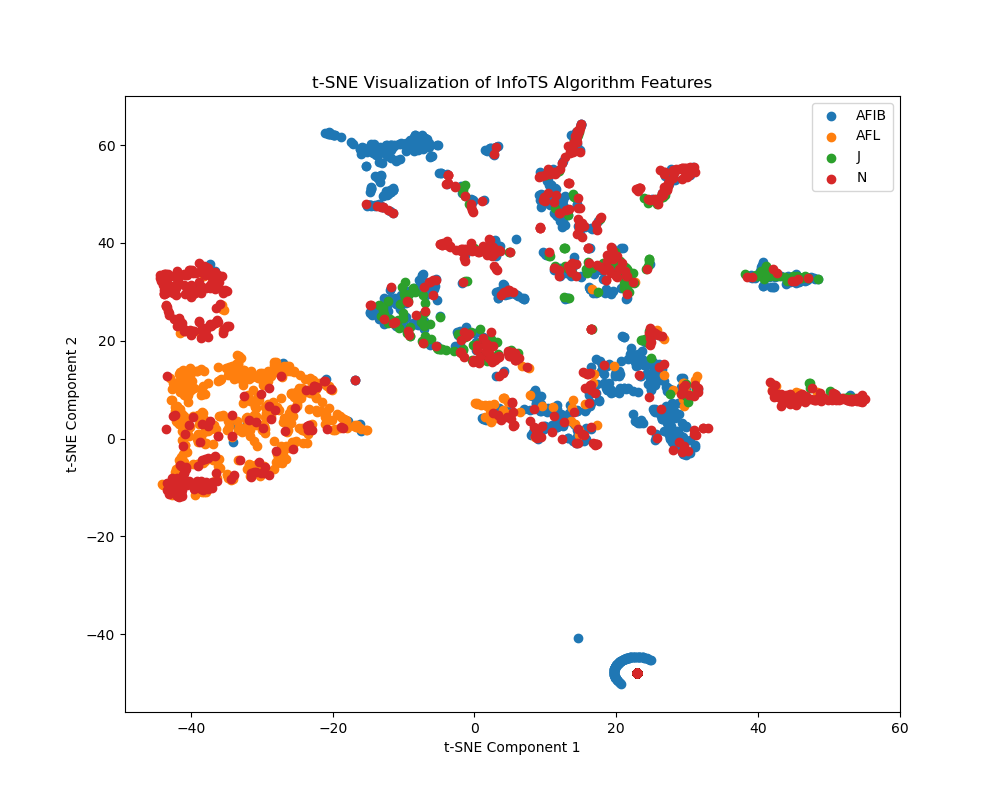 t-SNE Visualization of InfoTS Algorithm Features
AFIB
AFL
J
N
60
40
20
0
−20
−40
t-SNE Component 2
−40
−20
0
20
40
60
t-SNE Component 1